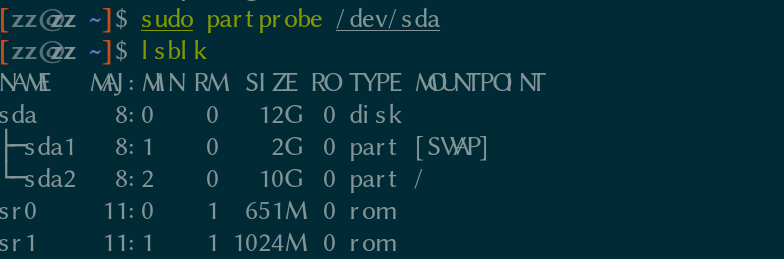 [zz@zz ~]$ sudo partprobe /dev/sda
[zz@zz ~]$ lsblk
NAME   MAJ:MIN RM  SIZE RO TYPE MOUNTPOINT
sda      8:0    0   12G  0 disk
├─sda1   8:1    0    2G  0 part [SWAP]
└─sda2   8:2    0   10G  0 part /
sr0     11:0    1  651M  0 rom
sr1     11:1    1 1024M  0 rom